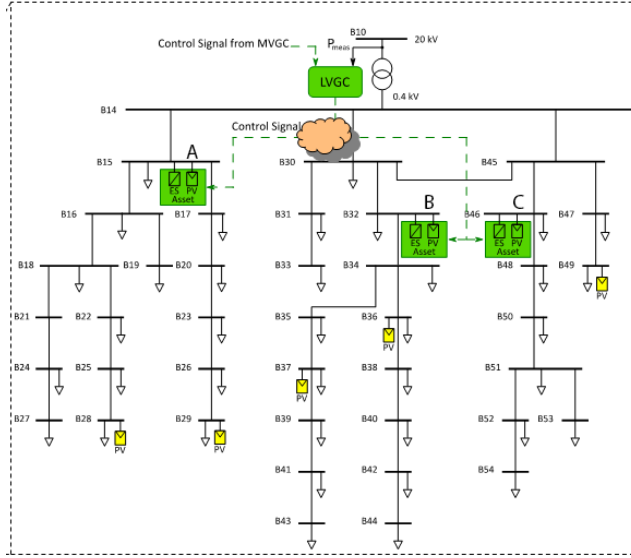 B10
20 kV
Control Signal from MVGC
Pmeas
LVGC
0.4 kV
B14
Control Signal
B15
A
B30
B45
ES PV
Asset
B16
B17
B31
B32
B
C
B46
B47
ES PV
Asset
ES PV
Asset
B18
B19
B20
B33
B34
B48
B49
PV
B21
B22
B23
B35
B36
B50
PV
B24
B25
B26
B37
B38
B51
PV
B27
B28
B29
B39
B40
B52
B53
PV
PV
B41
B42
B54
B43
B44